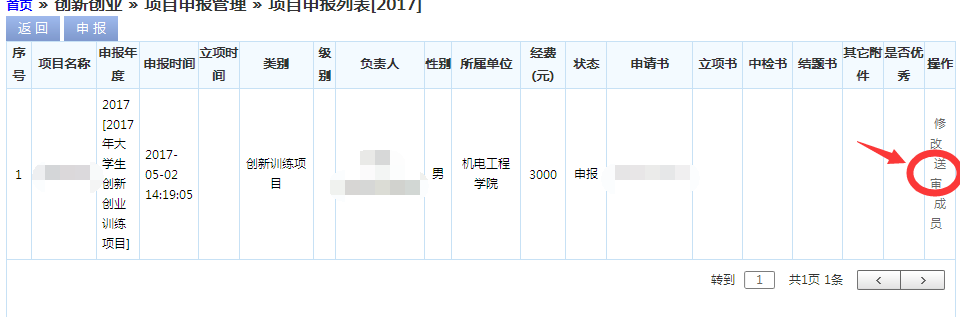 首页 » 创新创业 » 项目申报管理 » 项目申报列表[2017]
返 回 申 报
序号 项目名称 申报年度 申报时间 立项时间 类别 级别 负责人 性别 所属单位 经费(元) 状态 申请书 立项书 中检书 结题书 其它附件 是否优秀 操作
1 2017[2017年大学生创新创业训练项目] 2017-05-02 14:19:05 创新训练项目 男 机电工程学院 3000 申报 修改 送审 成员
转到 1 共1页 1条 < >